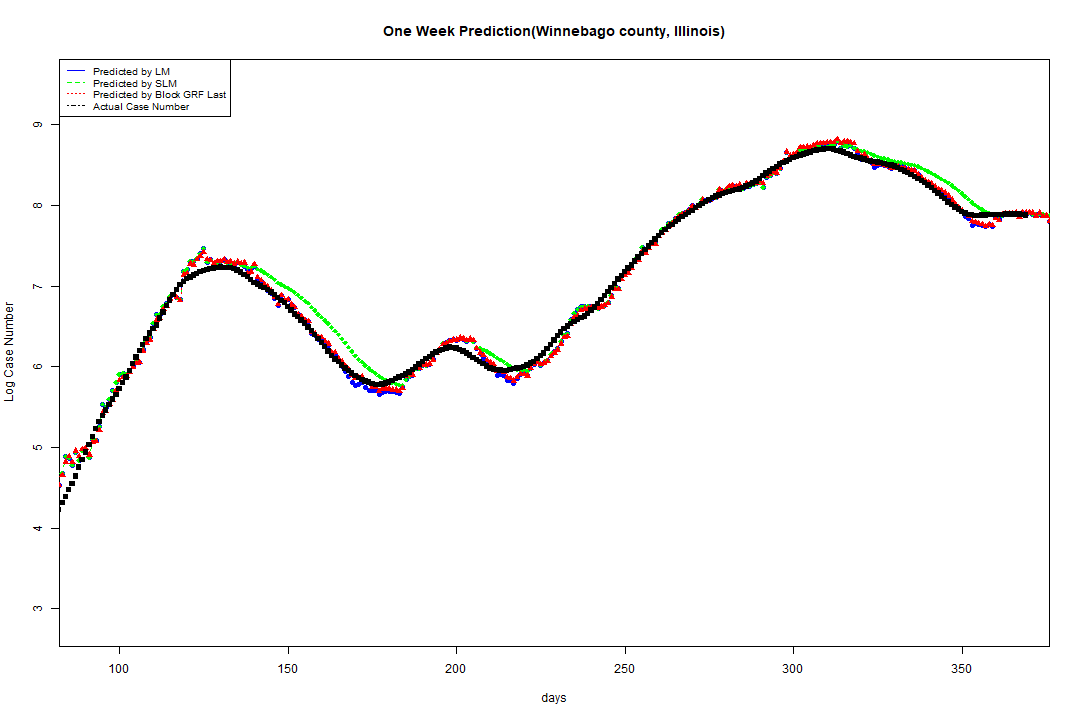 One Week Prediction(Winnebago county, Illinois)
Predicted by LM
Predicted by SLM
Predicted by Block GRF Last
Actual Case Number
9
8
7
6
5
4
3
Log Case Number
100 150 200 250 300 350
days